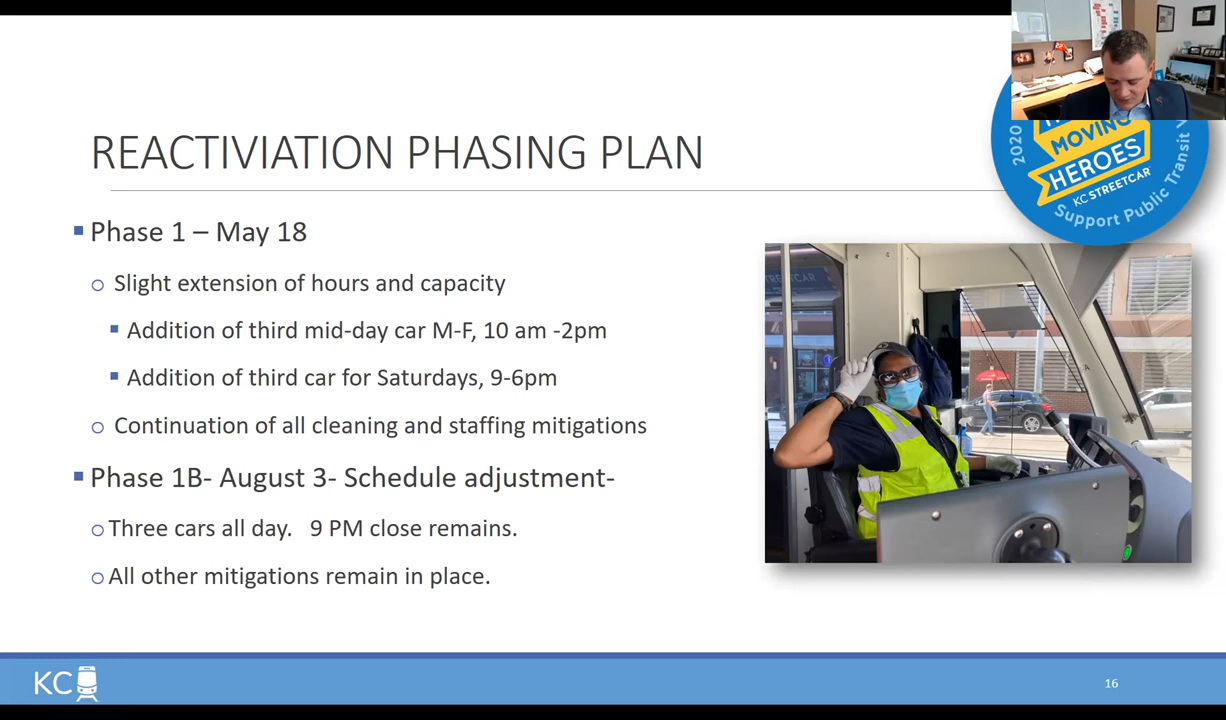 REACTIVIATION PHASING PLAN
Phase 1 – May 18
Slight extension of hours and capacity
Addition of third mid-day car M-F, 10 am -2pm
Addition of third car for Saturdays, 9-6pm
Continuation of all cleaning and staffing mitigations
Phase 1B- August 3- Schedule adjustment-
Three cars all day. 9 PM close remains.
All other mitigations remain in place.
2020
MOVING
HEROES
KC STREETCAR
Support Public Transit
STREETCAR
KC
16